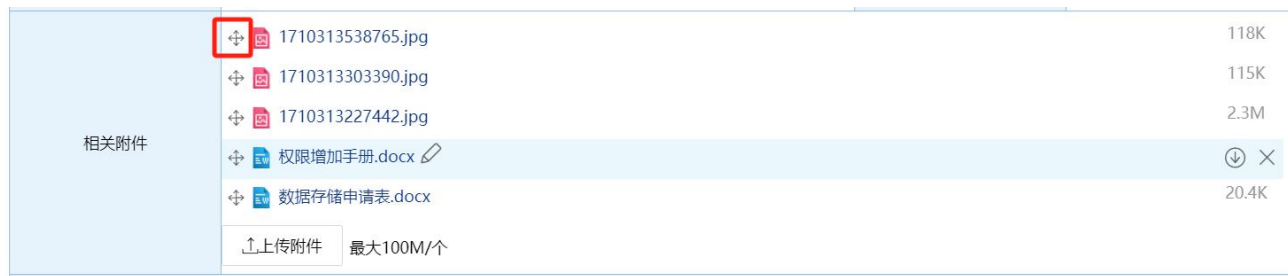 1710313538765.jpg 118K
1710313303390.jpg 115K
1710313227442.jpg 2.3M
相关附件
权限增加手册.docx
数据存储申请表.docx 20.4K
上传附件 最大100M/个